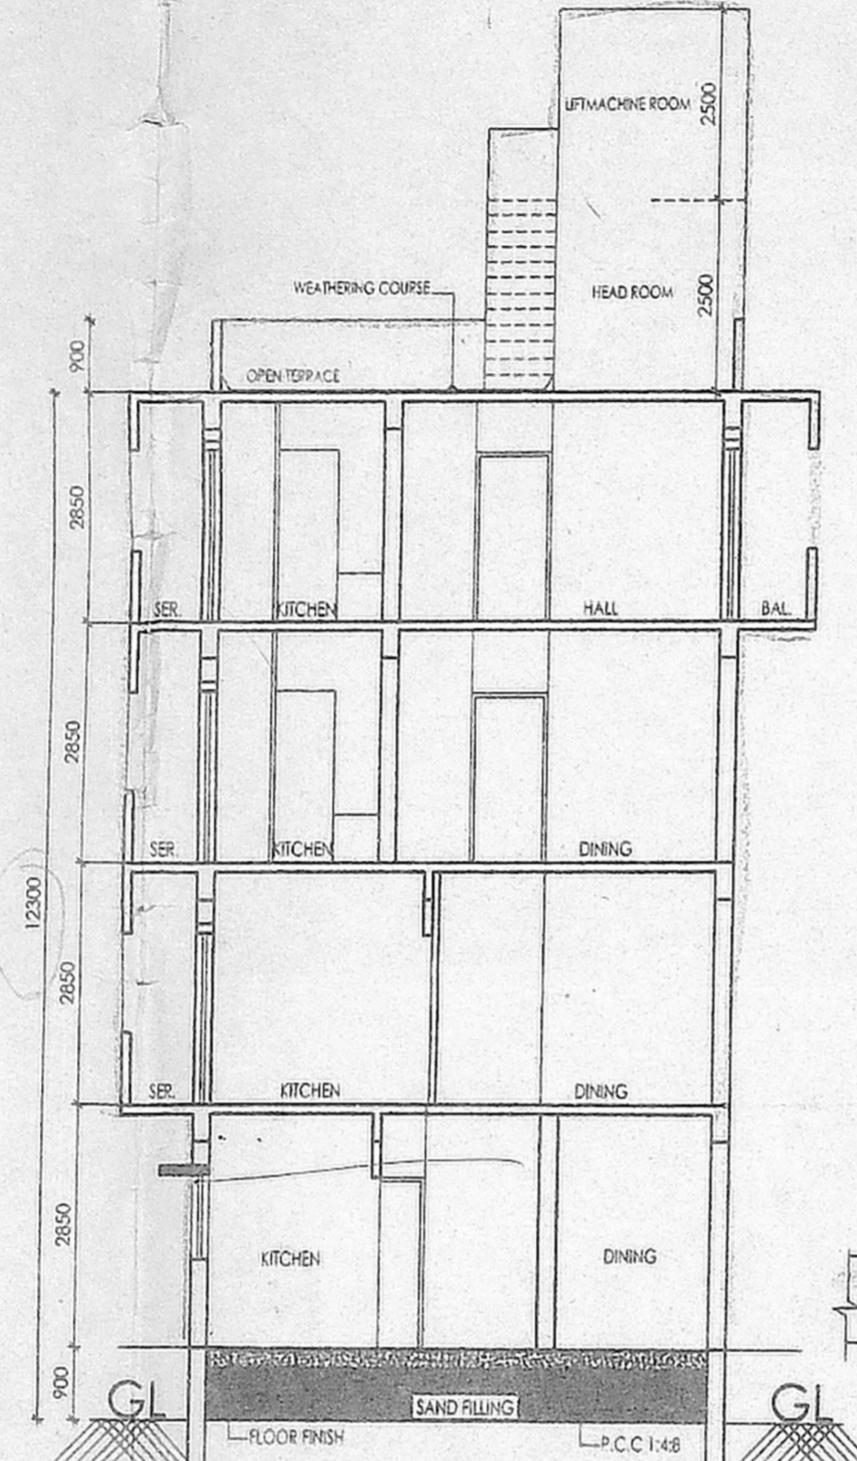 LIFTMACHINE ROOM
2500
WEATHERING COURSE
HEAD ROOM
2500
900
OPEN TERRACE
2850
SER.
KITCHEN
HALL
BAL.
2850
SER.
KITCHEN
DINING
12300
2850
SER.
KITCHEN
DINING
2850
KITCHEN
DINING
900
GL
SAND FILLING
GL
FLOOR FINISH
P.C.C 1:4:8